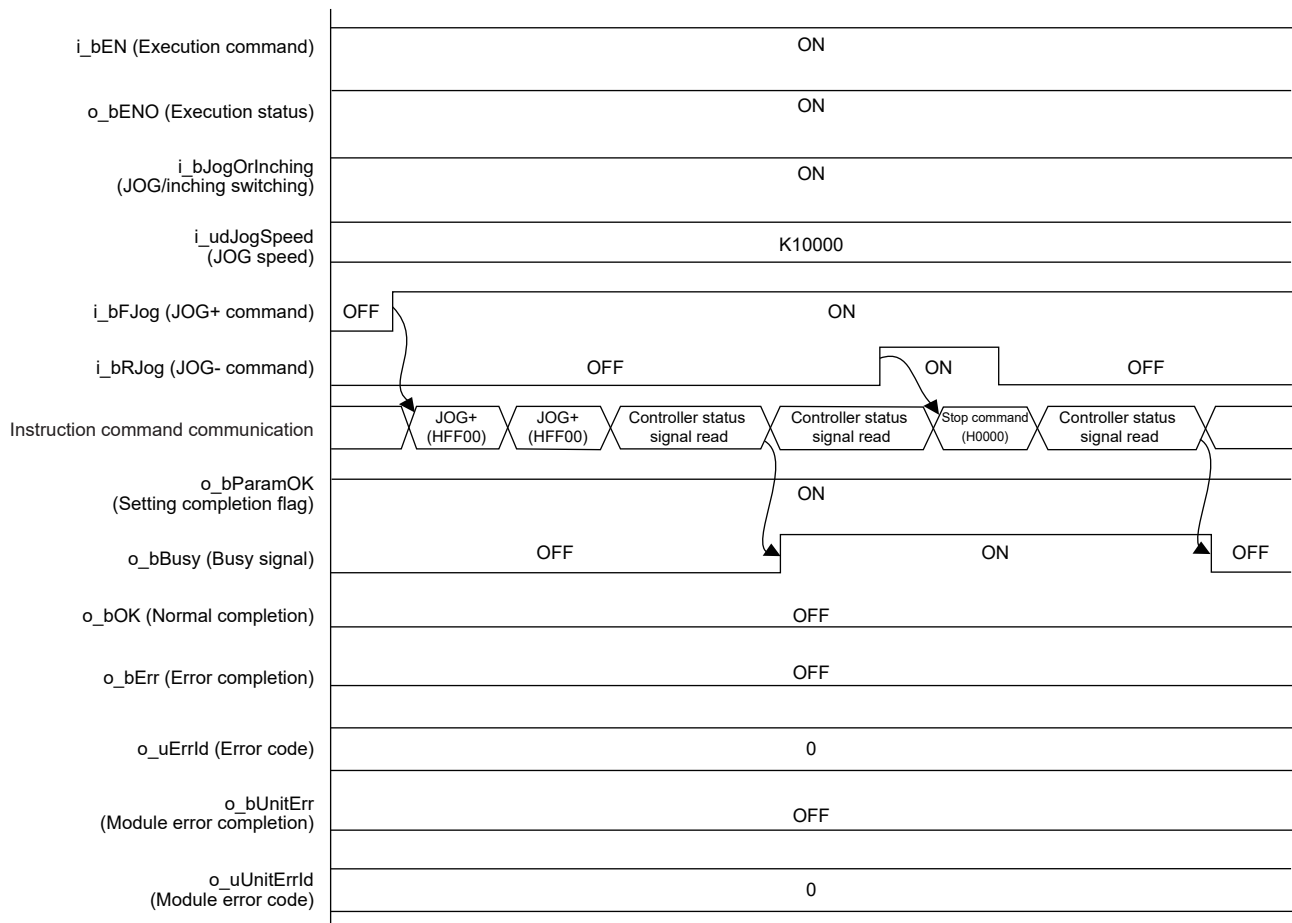 i_bEN (Execution command)
ON
o_bENO (Execution status)
ON
i_bJogOrInching
(JOG/inching switching)
ON
i_udJogSpeed
(JOG speed)
K10000
i_bFJog (JOG+ command)
OFF
ON
i_bRJog (JOG- command)
OFF
ON
OFF
Instruction command communication
JOG+
(HFF00)
JOG+
(HFF00)
Controller status
signal read
Controller status
signal read
Stop command
(H0000)
Controller status
signal read
o_bParamOK
(Setting completion flag)
ON
o_bBusy (Busy signal)
OFF
ON
OFF
o_bOK (Normal completion)
OFF
o_bErr (Error completion)
OFF
o_uErrId (Error code)
0
o_bUnitErr
(Module error completion)
OFF
o_uUnitErrId
(Module error code)
0